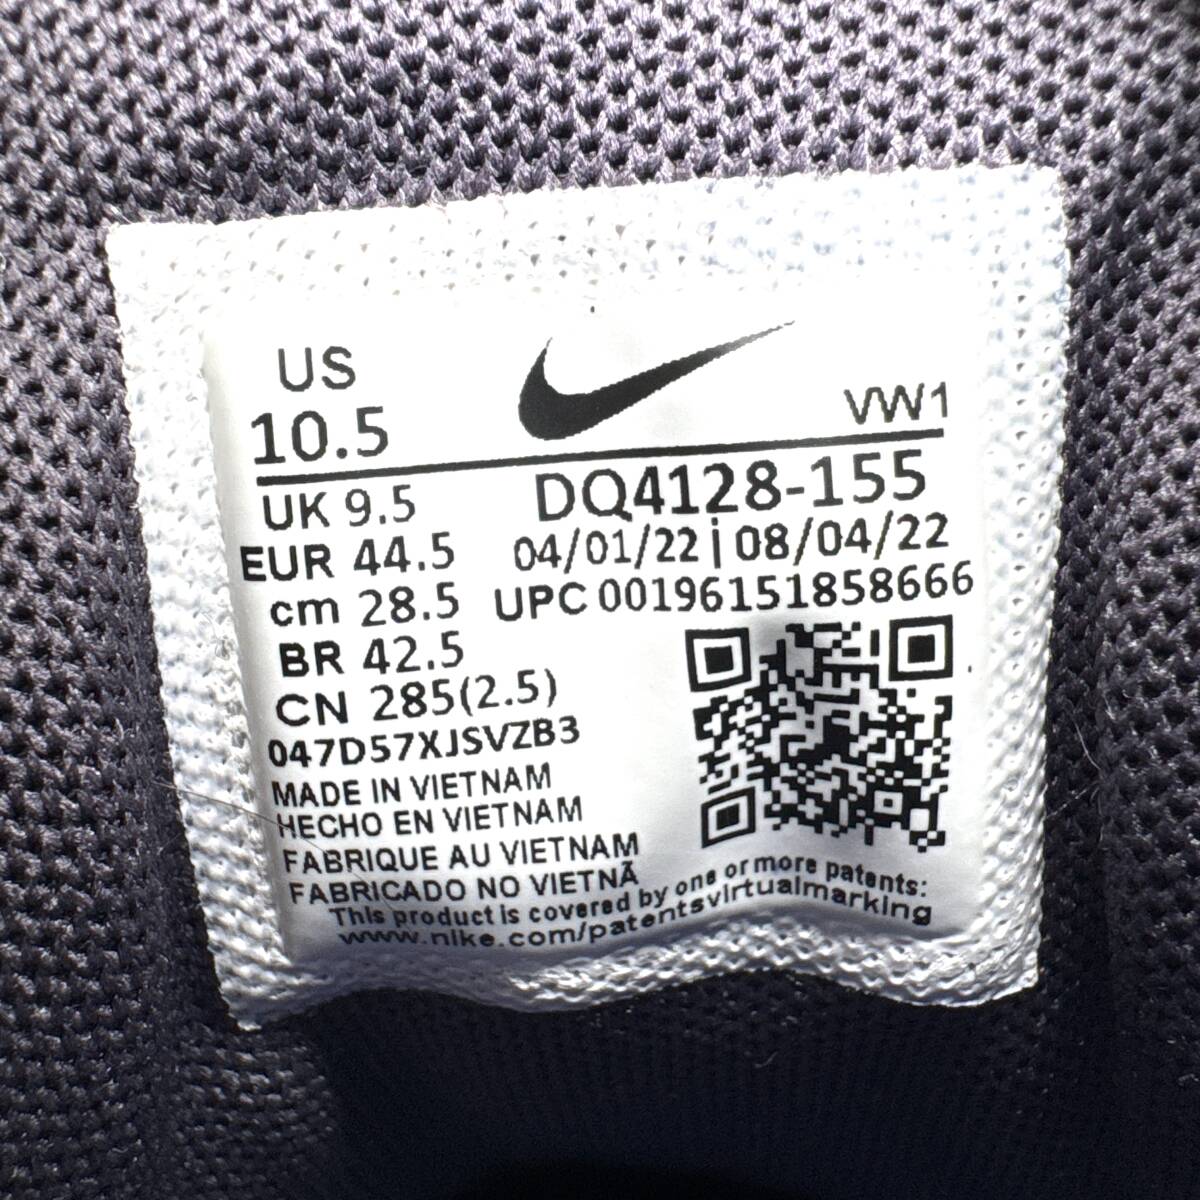 US
10.5
VW1
UK 9.5
DQ4128-155
EUR 44.5
04/01/22 | 08/04/22
cm 28.5
UPC 00196151858666
BR 42.5
CN 285(2.5)
047D57XJSVZB3
MADE IN VIETNAM
HECHO EN VIETNAM
FABRIQUE AU VIETNAM
FABRICADO NO VIETNÃ
This product is covered by one or more patents:
www.nike.com/patentsvirtualmarking